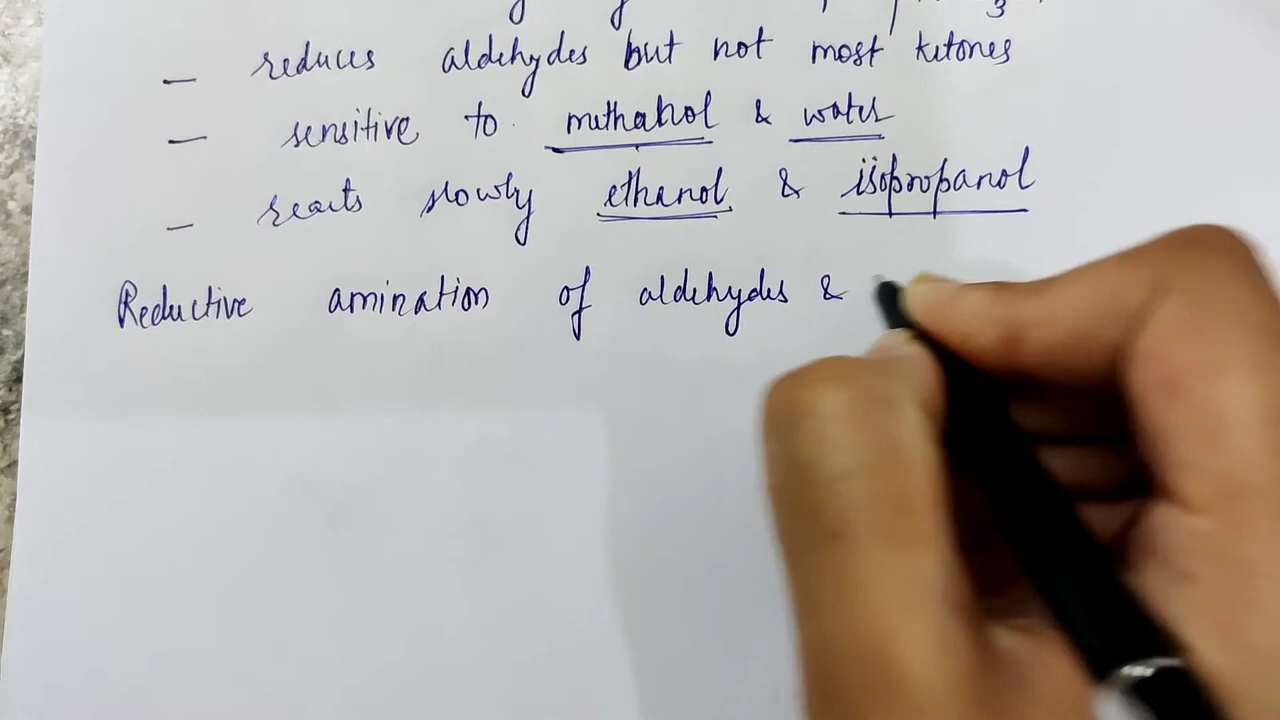 — reduces aldehydes but not most ketones
— sensitive to methanol & water
— reacts slowly ethanol & isopropanol
Reductive amination of aldehydes &